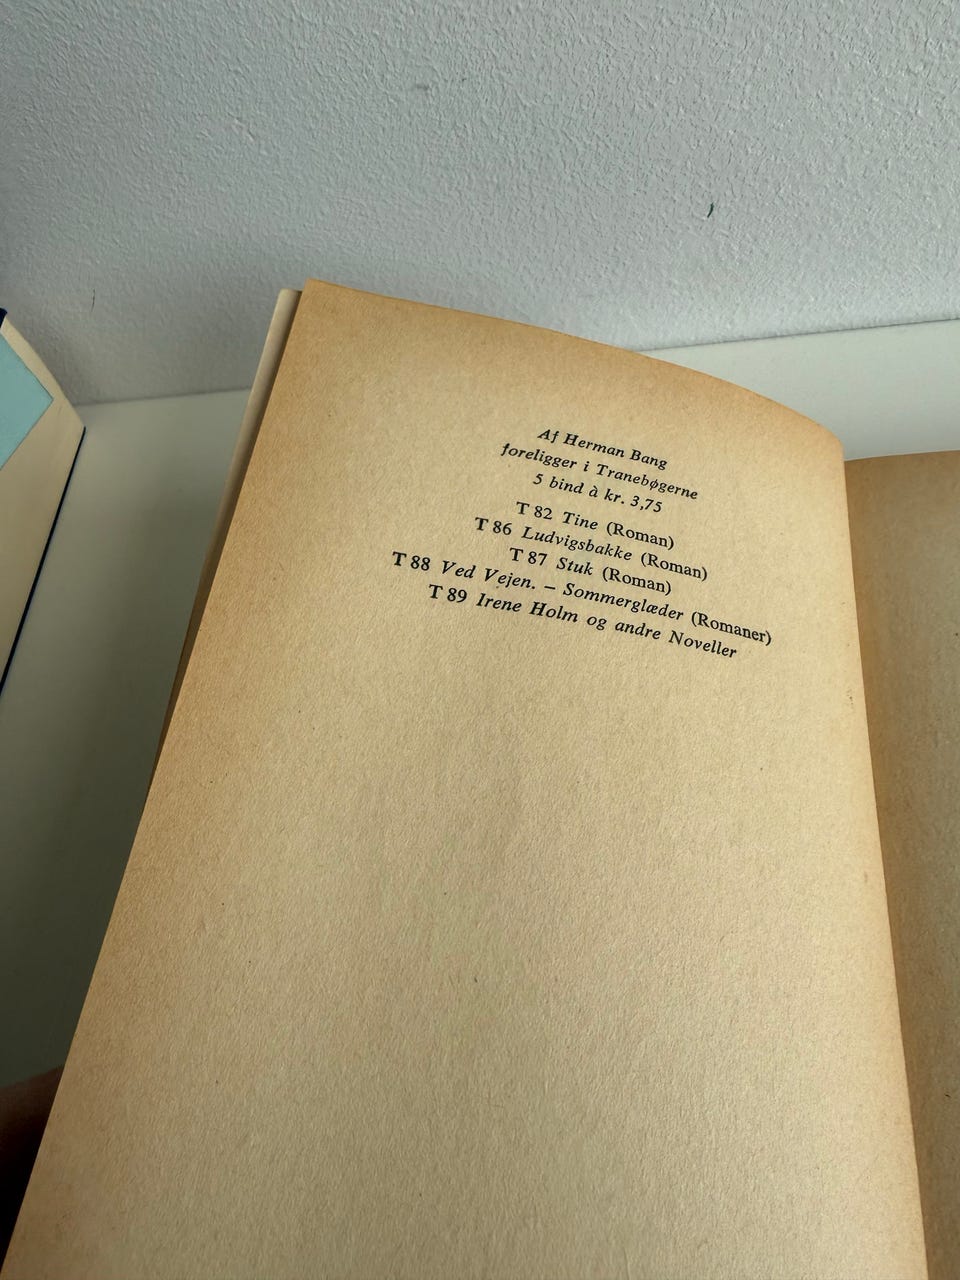 Af Herman Bang
foreligger i Tranebøgerne
5 bind à kr. 3,75
T 82 Tine (Roman)
T 86 Ludvigsbakke (Roman)
T 87 Stuk (Roman)
T 88 Ved Vejen. – Sommerglæder (Romaner)
T 89 Irene Holm og andre Noveller